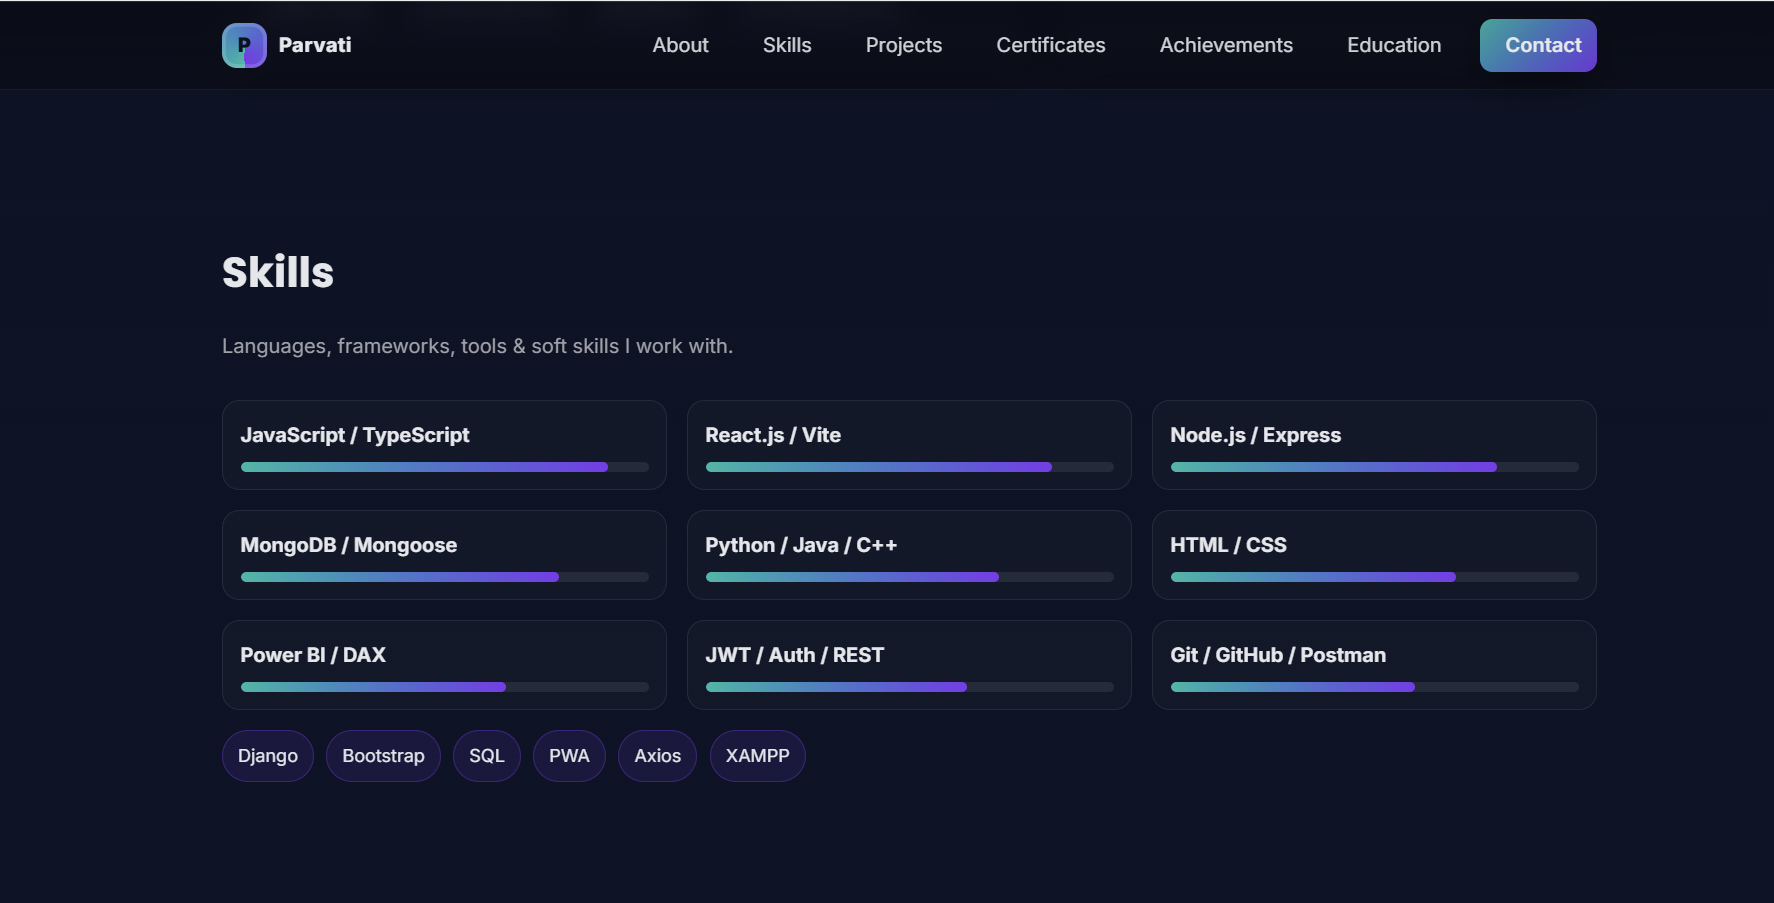 P Parvati About Skills Projects Certificates Achievements Education Contact
Skills
Languages, frameworks, tools & soft skills I work with.
JavaScript / TypeScript React.js / Vite Node.js / Express
MongoDB / Mongoose Python / Java / C++ HTML / CSS
Power BI / DAX JWT / Auth / REST Git / GitHub / Postman
Django Bootstrap SQL PWA Axios XAMPP